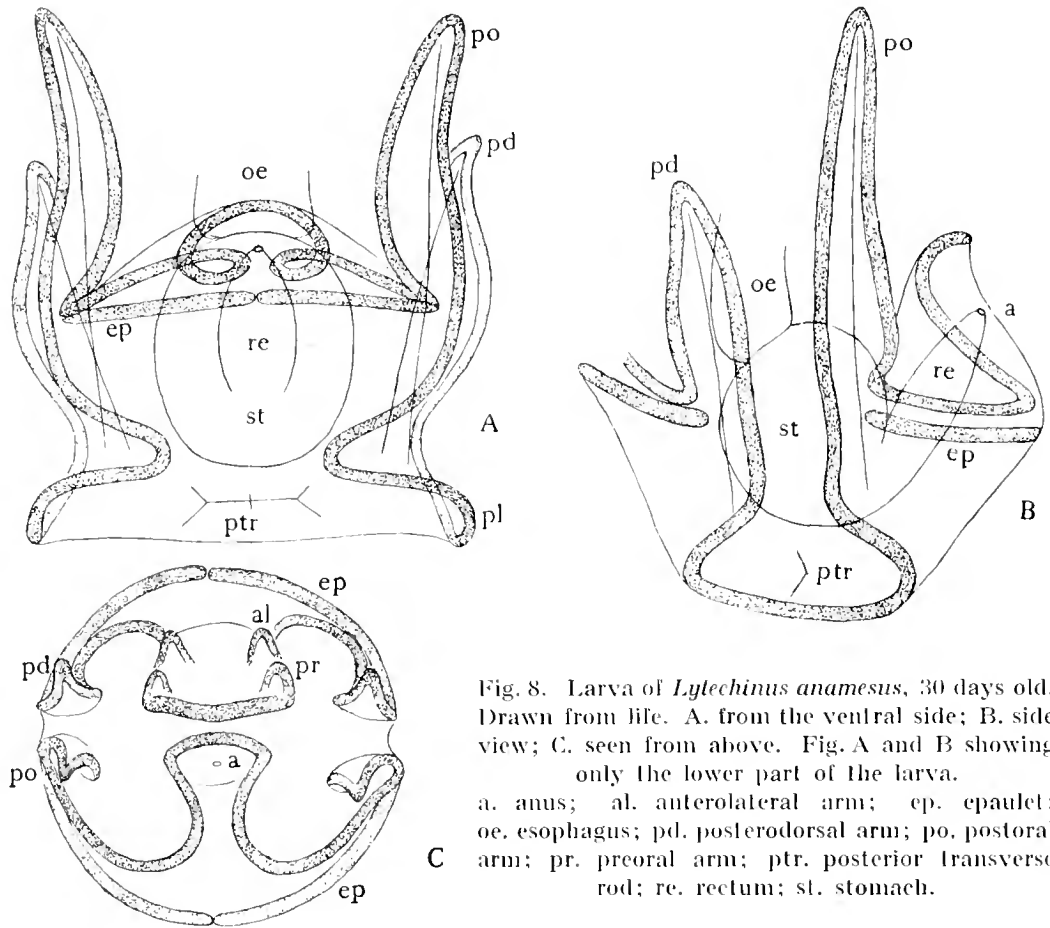 po
pd
oe
ep
re
st
A
ptr
pl
po
pd
oe
a
re
st
ep
B
ptr
ep
al
pd
pr
a
po
ep
C
Fig. 8. Larva of Lytechinus anamesus, 30 days old.
Drawn from life. A. from the ventral side; B. side
view; C. seen from above. Fig. A and B showing
only the lower part of the larva.
a. anus; al. anterolateral arm; ep. epaulet;
oe. esophagus; pd. posterodorsal arm; po. postoral
arm; pr. preoral arm; ptr. posterior transverse
rod; re. rectum; st. stomach.